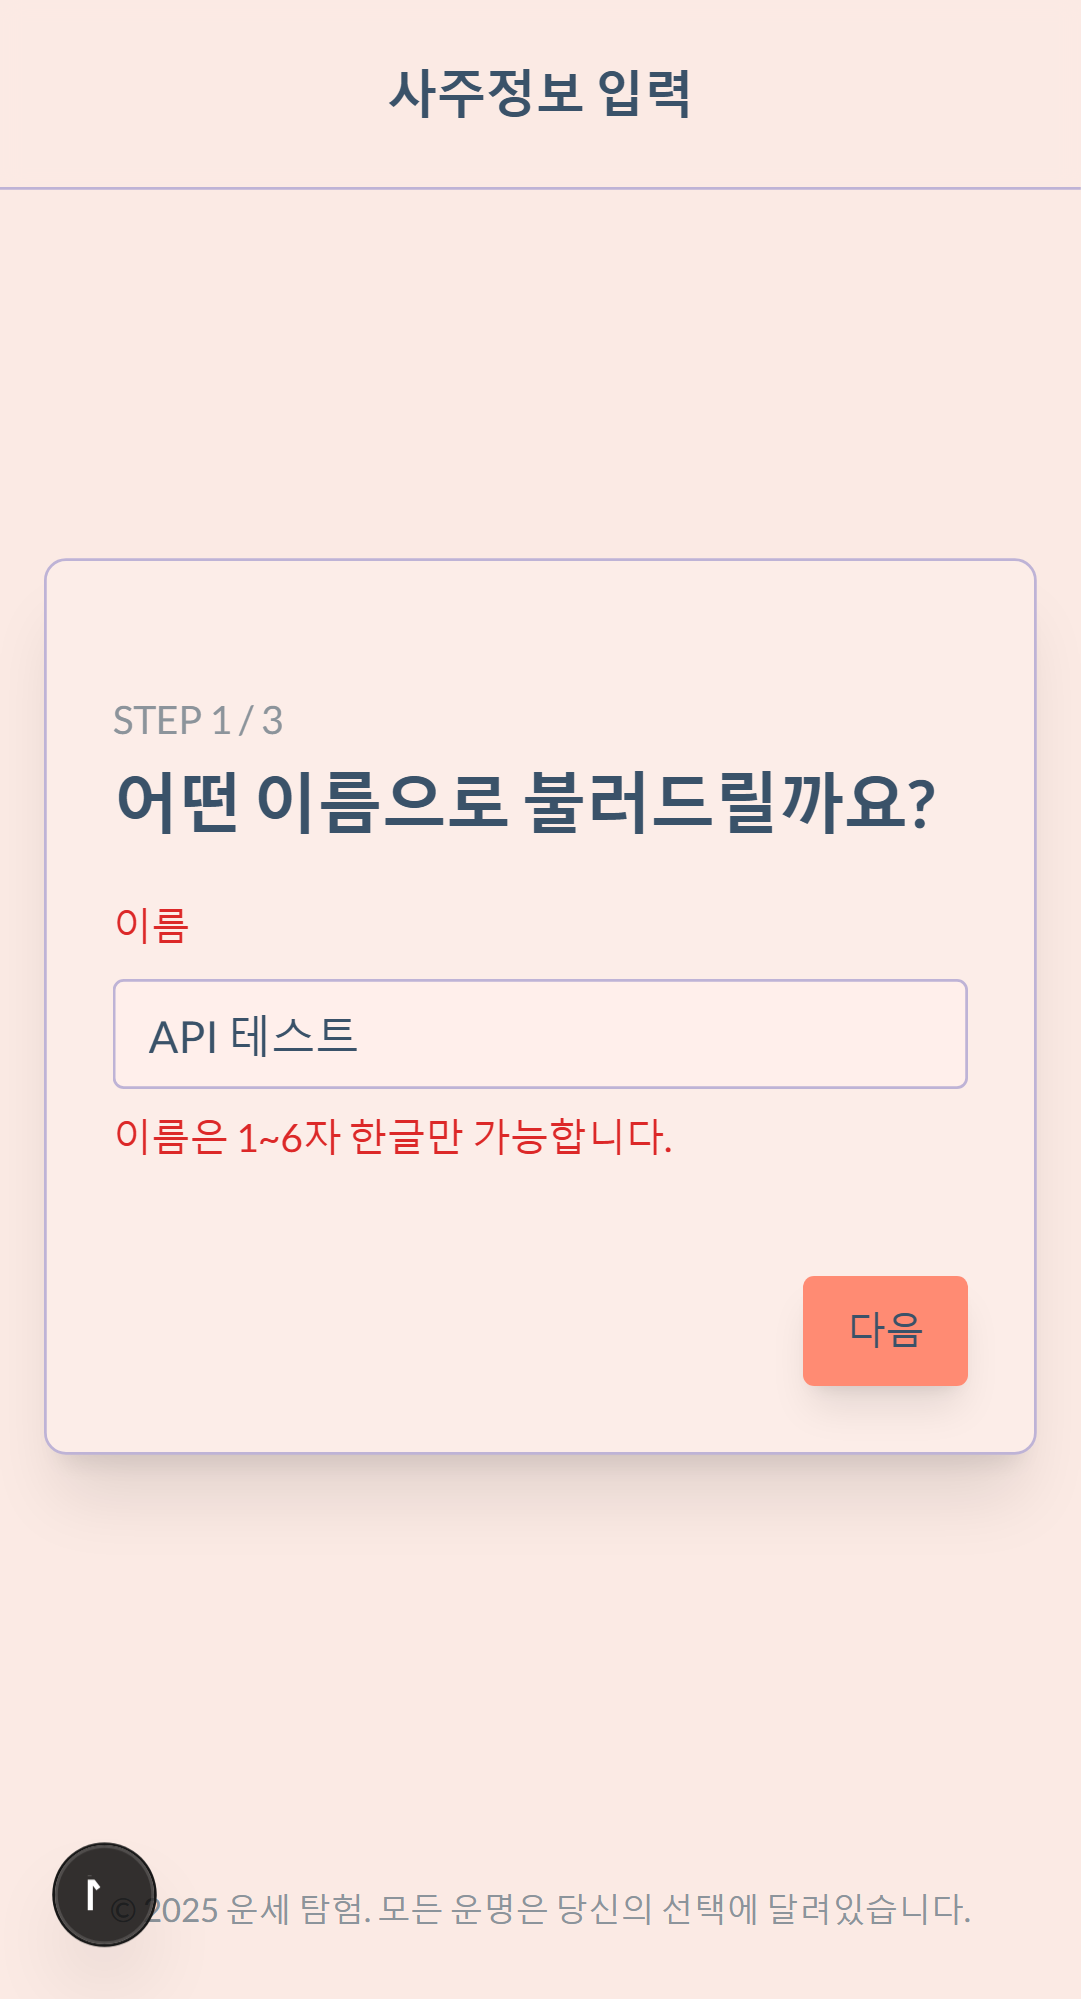 사주정보 입력
STEP 1 / 3
어떤 이름으로 불러드릴까요?
이름
API 테스트
이름은 1~6자 한글만 가능합니다.
다음
© 2025 운세 탐험. 모든 운명은 당신의 선택에 달려있습니다.